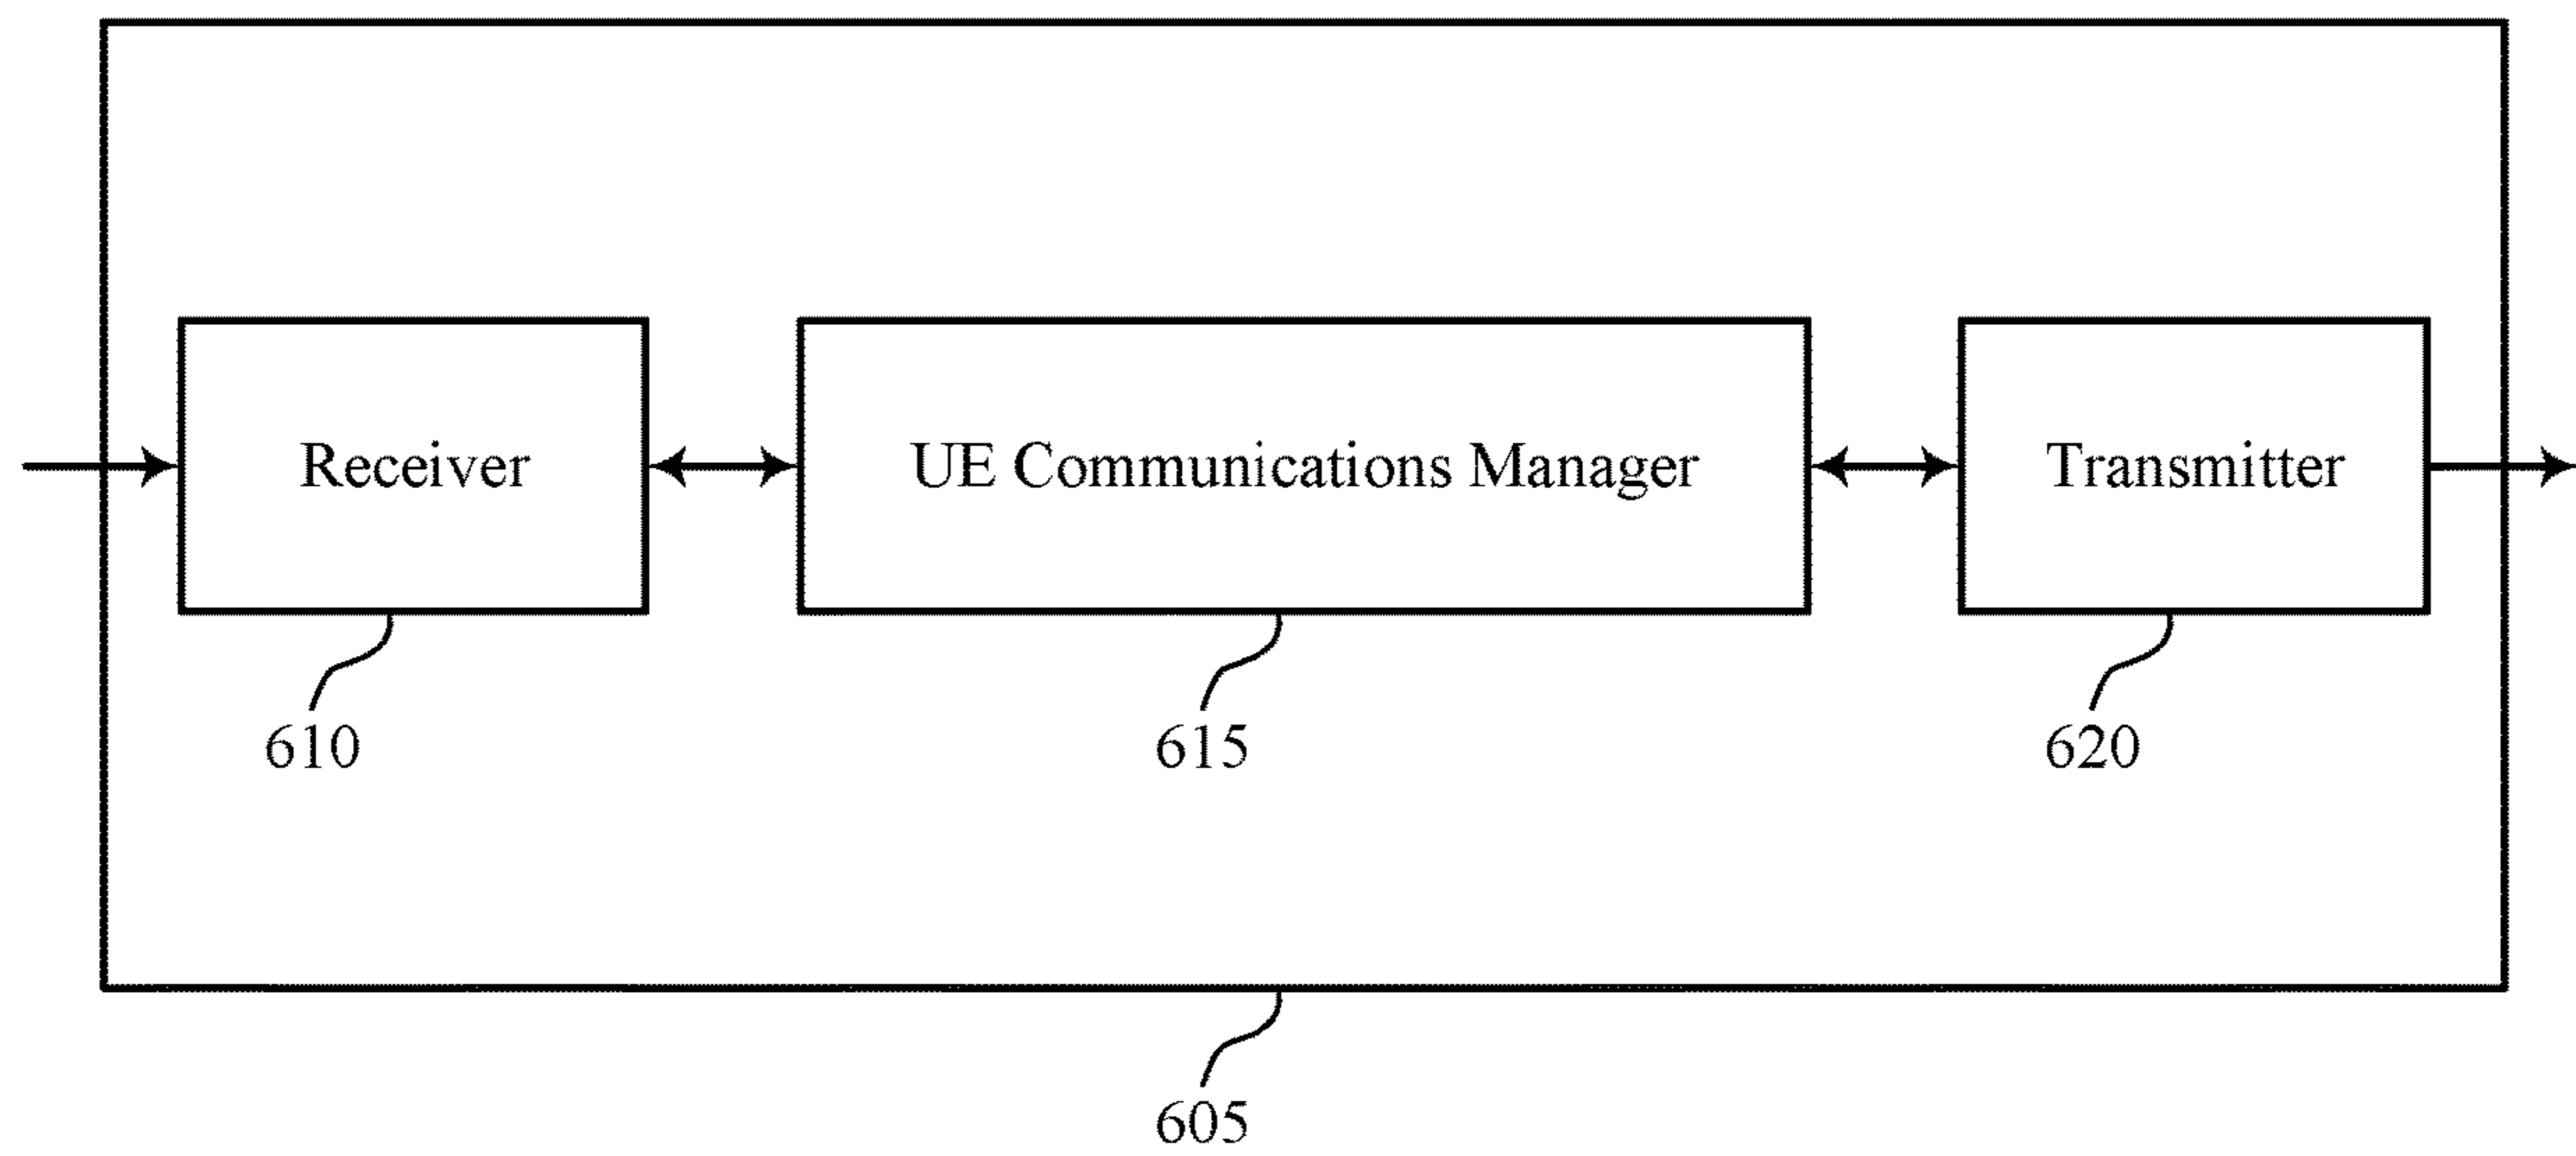 Receiver
UE Communications Manager
Transmitter
610
615
620
605